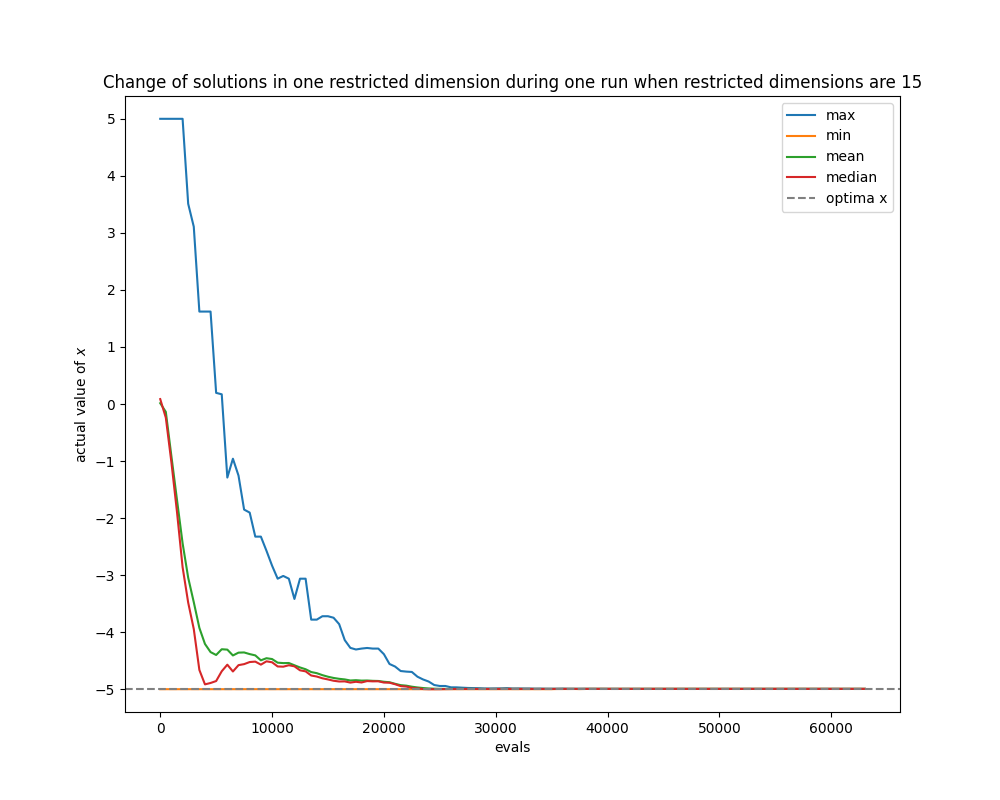 Change of solutions in one restricted dimension during one run when restricted dimensions are 15
max
min
mean
median
optima x
actual value of x
5
4
3
2
1
0
−1
−2
−3
−4
−5
0 10000 20000 30000 40000 50000 60000
evals